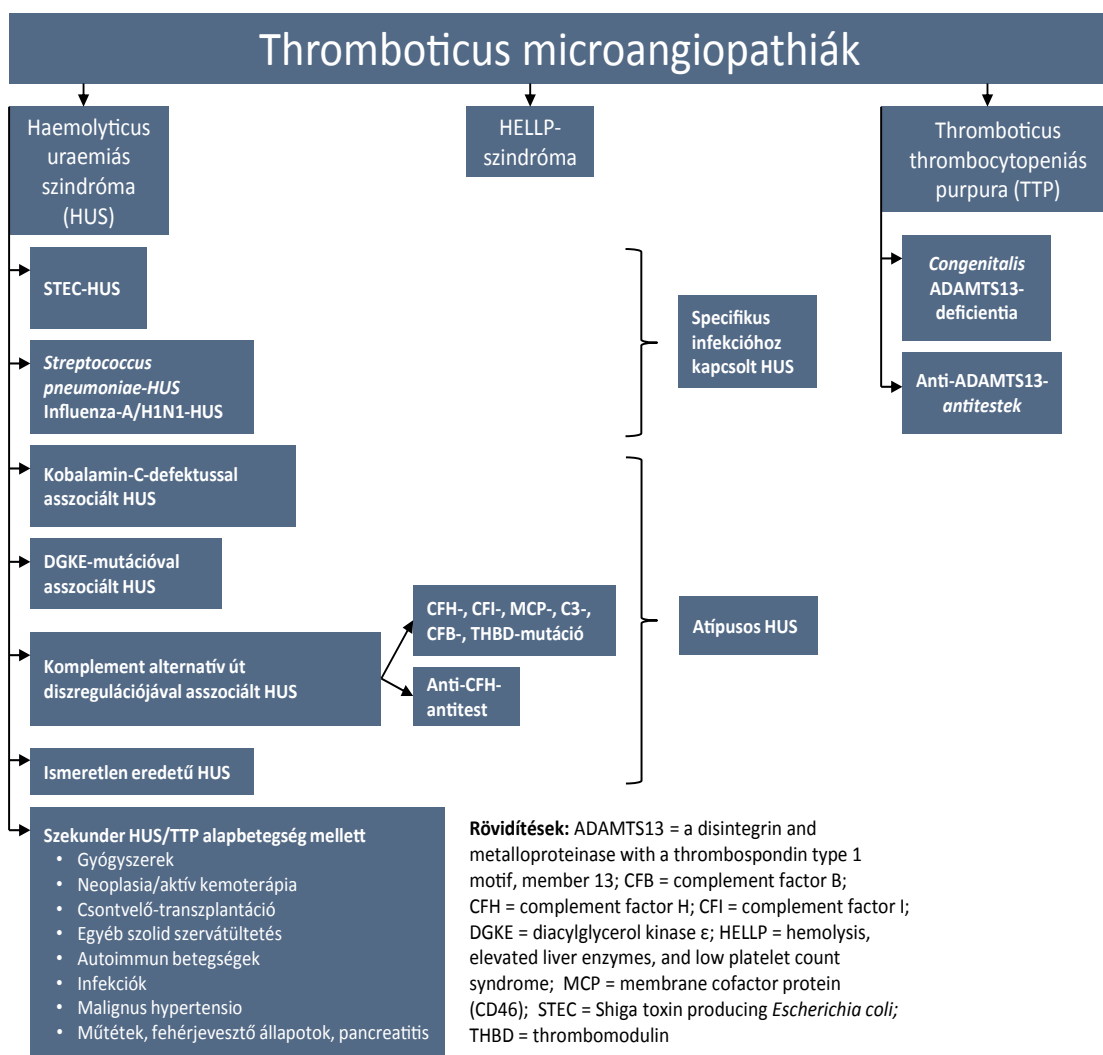 Thromboticus microangiopathiák
Haemolyticus
uraemiás
szindróma
(HUS)
HELLP-
szindróma
Thromboticus
thrombocytopeniás
purpura (TTP)
STEC-HUS
Streptococcus
pneumoniae-HUS
Influenza-A/H1N1-HUS
Specifikus
infekcióhoz
kapcsolt HUS
Congenitalis
ADAMTS13-
deficientia
Anti-ADAMTS13-
antitestek
Kobalamin-C-defektussal
asszociált HUS
DGKE-mutációval
asszociált HUS
Komplement alternatív út
diszregulációjával asszociált HUS
CFH-, CFI-, MCP-, C3-,
CFB-, THBD-mutáció
Anti-CFH-
antitest
Atípusos HUS
Ismeretlen eredetű HUS
Szekunder HUS/TTP alapbetegség mellett
• Gyógyszerek
• Neoplasia/aktív kemoterápia
• Csontvelő-transzplantáció
• Egyéb szolid szervátültetés
• Autoimmun betegségek
• Infekciók
• Malignus hypertensio
• Műtétek, fehérjevesztő állapotok, pancreatitis
Rövidítések: ADAMTS13 = a disintegrin and
metalloproteinase with a thrombospondin type 1
motif, member 13; CFB = complement factor B;
CFH = complement factor H; CFI = complement factor I;
DGKE = diacylglycerol kinase ε; HELLP = hemolysis,
elevated liver enzymes, and low platelet count
syndrome; MCP = membrane cofactor protein
(CD46); STEC = Shiga toxin producing Escherichia coli;
THBD = thrombomodulin